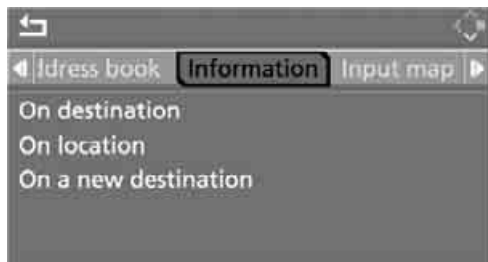 ldress book Information Input map
On destination
On location
On a new destination